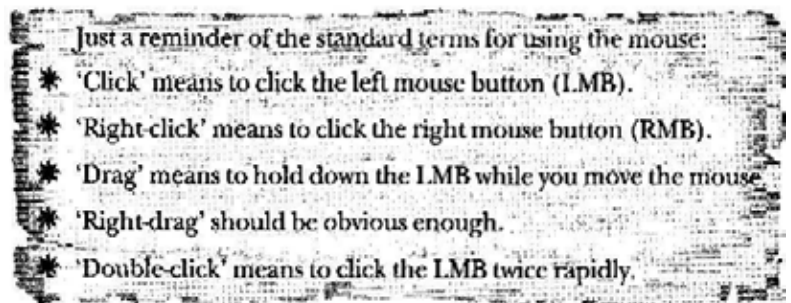 Just a reminder of the standard terms for using the mouse:
✷ 'Click' means to click the left mouse button (LMB).
✷ 'Right-click' means to click the right mouse button (RMB).
✷ 'Drag' means to hold down the LMB while you move the mouse
✷ 'Right-drag' should be obvious enough.
✷ 'Double-click' means to click the LMB twice rapidly.